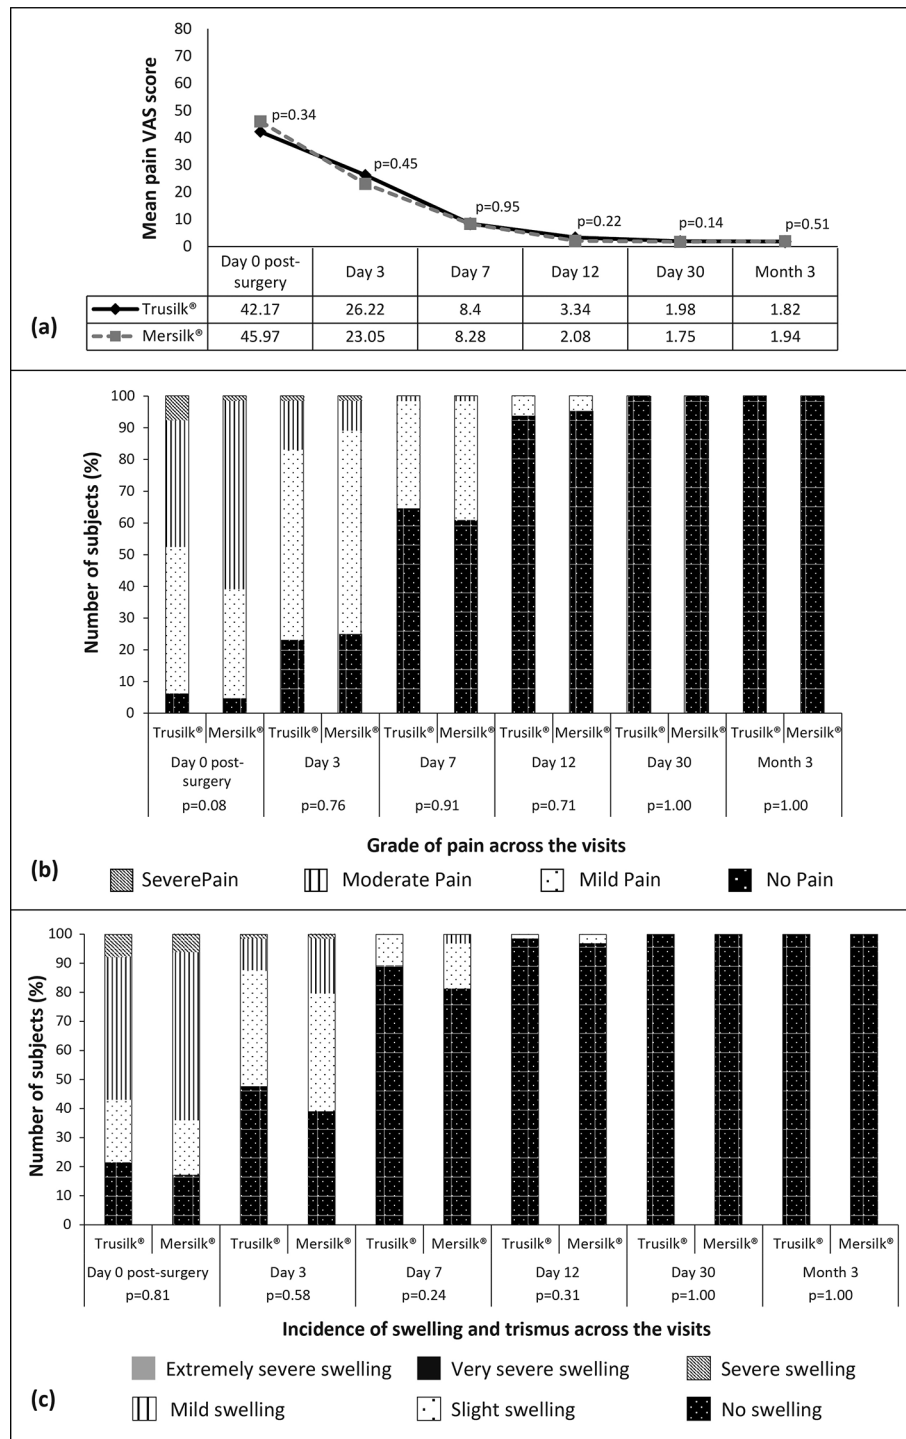 80
70
60
50
40
30
20
10
0
Mean pain VAS score
p=0.34
p=0.45
p=0.95
p=0.22
p=0.14
p=0.51
Day 0 post-
surgery
Day 3
Day 7
Day 12
Day 30
Month 3
Trusilk® 42.17 26.22 8.4 3.34 1.98 1.82
Mersilk® 45.97 23.05 8.28 2.08 1.75 1.94
(a)
100
90
80
70
60
50
40
30
20
10
0
Number of subjects (%)
Trusilk® Mersilk® Trusilk® Mersilk® Trusilk® Mersilk® Trusilk® Mersilk® Trusilk® Mersilk® Trusilk® Mersilk®
Day 0 post-
surgery
Day 3
Day 7
Day 12
Day 30
Month 3
p=0.08 p=0.76 p=0.91 p=0.71 p=1.00 p=1.00
Grade of pain across the visits
(b)
SeverePain Moderate Pain Mild Pain No Pain
100
90
80
70
60
50
40
30
20
10
0
Number of subjects (%)
Trusilk® Mersilk® Trusilk® Mersilk® Trusilk® Mersilk® Trusilk® Mersilk® Trusilk® Mersilk® Trusilk® Mersilk®
Day 0 post-surgery Day 3 Day 7 Day 12 Day 30 Month 3
p=0.81 p=0.58 p=0.24 p=0.31 p=1.00 p=1.00
Incidence of swelling and trismus across the visits
Extremely severe swelling Very severe swelling Severe swelling
Mild swelling Slight swelling No swelling
(c)